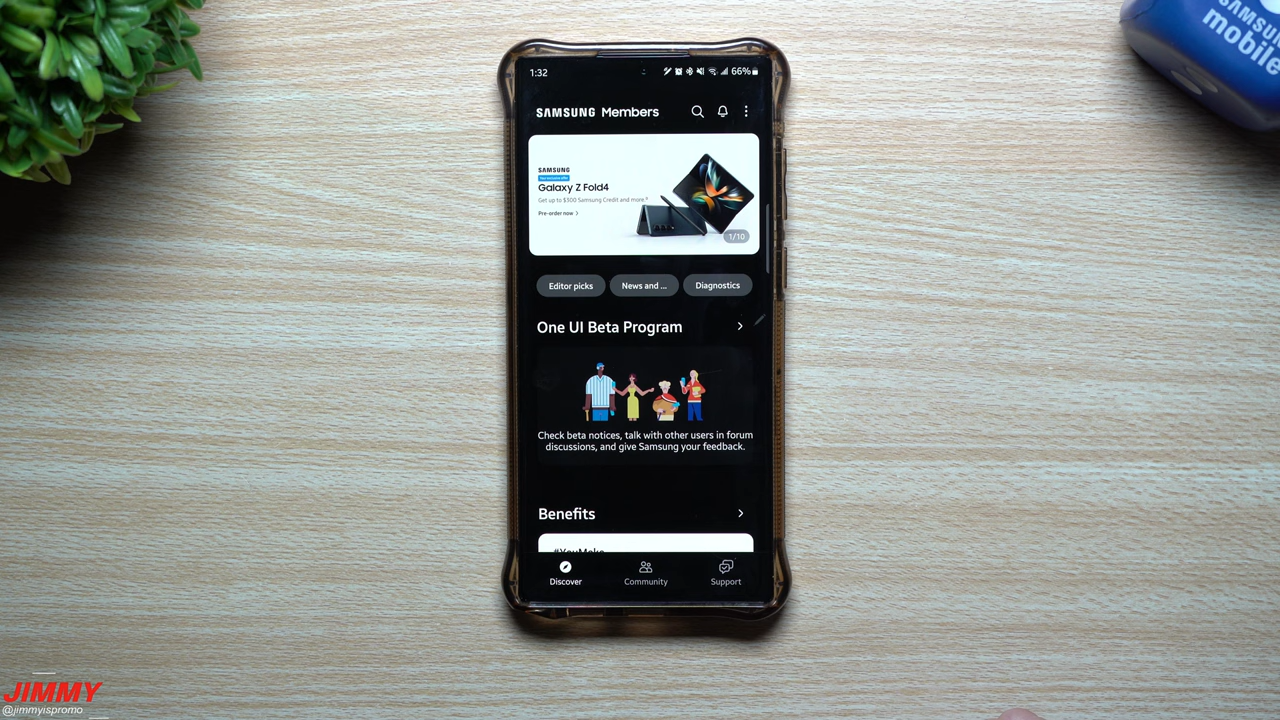 SAMSUNG
mobile
1:32
66%
SAMSUNG Members
SAMSUNG
Galaxy Z Fold4
Get up to $300 Samsung Credit and more.
Pre-order now >
1/10
Editor picks
News and ...
Diagnostics
One UI Beta Program >
Check beta notices, talk with other users in forum
discussions, and give Samsung your feedback.
Benefits >
#YouMake
Discover
Community
Support
JIMMY
@jimmyispromo